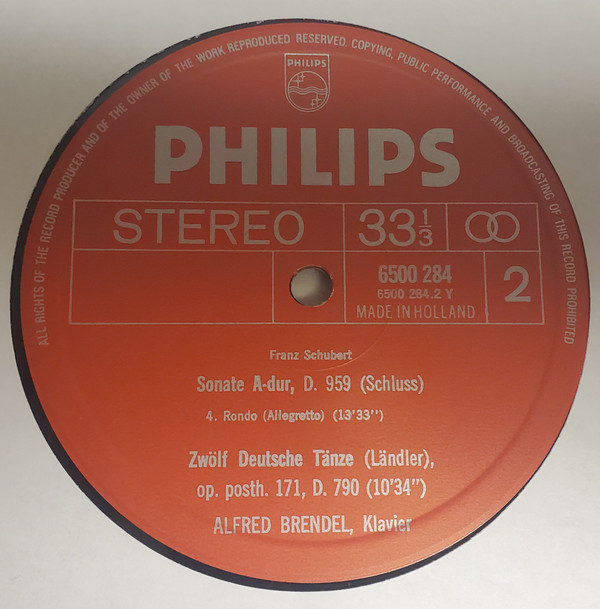 ALL RIGHTS OF THE RECORD PRODUCER AND OF THE OWNER OF THE WORK REPRODUCED RESERVED. COPYING, PUBLIC PERFORMANCE AND BROADCASTING OF THIS RECORD PROHIBITED
PHILIPS
PHILIPS
STEREO 33 1/3
6500 284
6500 284.2 Y
MADE IN HOLLAND
2
Franz Schubert
Sonate A-dur, D. 959 (Schluss)
4. Rondo (Allegretto) (13'33'')
Zwölf Deutsche Tänze (Ländler),
op. posth. 171, D. 790 (10'34'')
ALFRED BRENDEL, Klavier